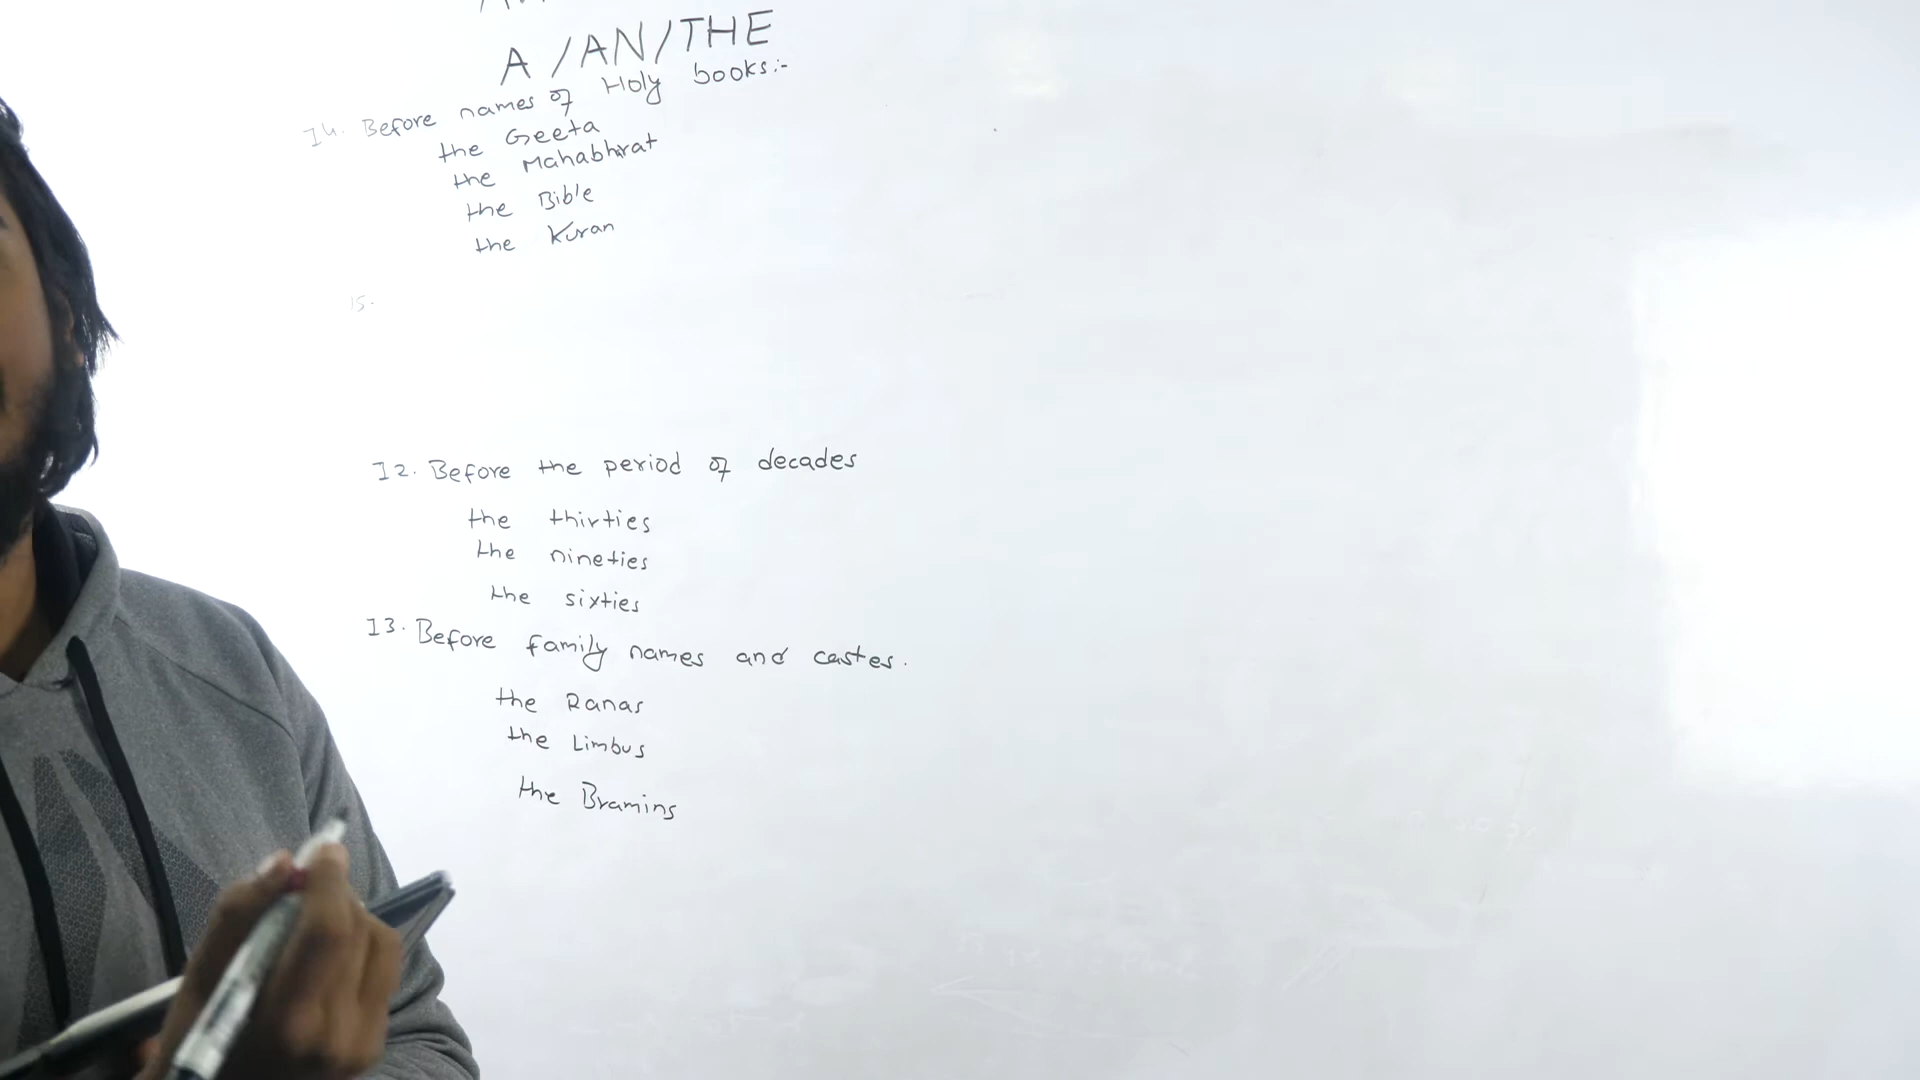 A/AN/THE
14. Before names of Holy books:-
the Geeta
the Mahabhrat
the Bible
the Kuran
15.
12. Before the period of decades
the thirties
the nineties
the sixties
13. Before family names and castes.
the Ranas
the Limbus
the Bramins